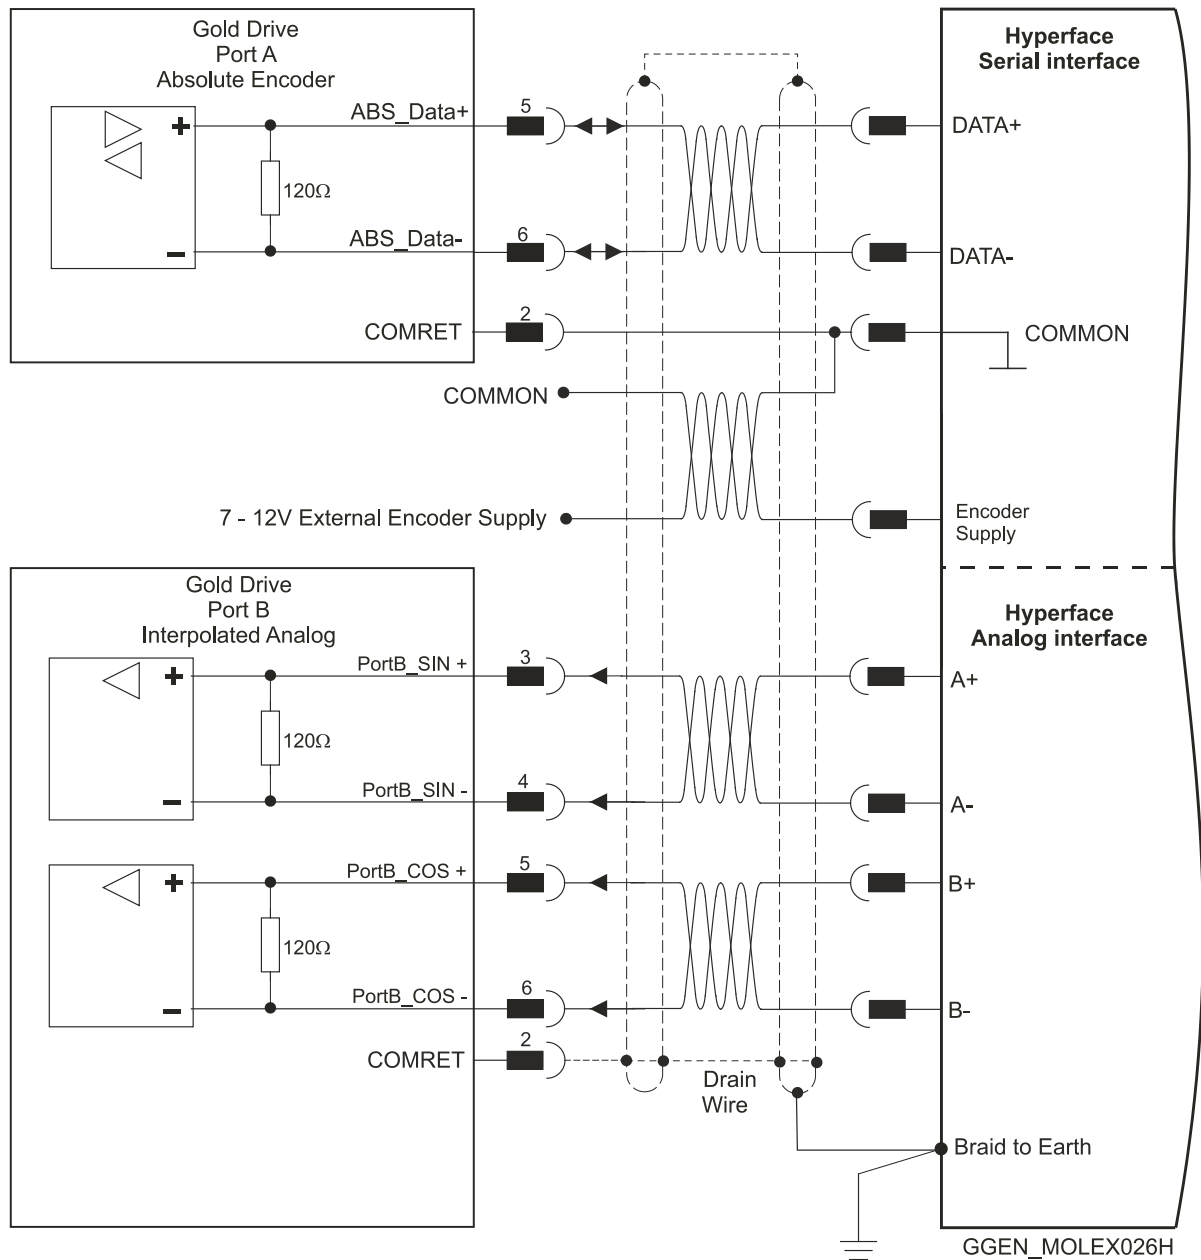 Gold Drive
Port A
Absolute Encoder
Hyperface
Serial interface
ABS_Data+
5
DATA+
120Ω
ABS_Data-
6
DATA-
COMRET
2
COMMON
COMMON
7 - 12V External Encoder Supply
Encoder
Supply
Gold Drive
Port B
Interpolated Analog
Hyperface
Analog interface
PortB_SIN +
3
A+
120Ω
PortB_SIN -
4
A-
PortB_COS +
5
B+
120Ω
PortB_COS -
6
B-
COMRET
2
Drain
Wire
Braid to Earth
GGEN_MOLEX026H